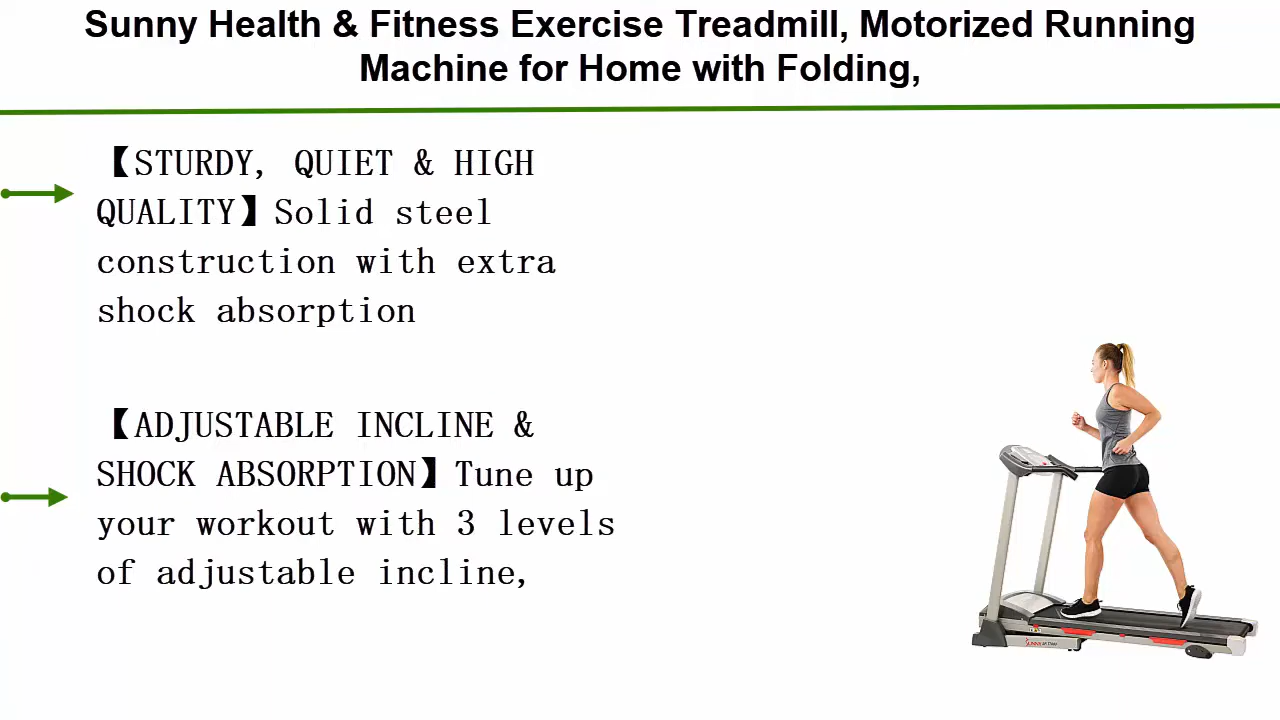 Sunny Health & Fitness Exercise Treadmill, Motorized Running
Machine for Home with Folding,
【STURDY, QUIET & HIGH
QUALITY】Solid steel
construction with extra
shock absorption
【ADJUSTABLE INCLINE &
SHOCK ABSORPTION】Tune up
your workout with 3 levels
of adjustable incline,
SUNNY